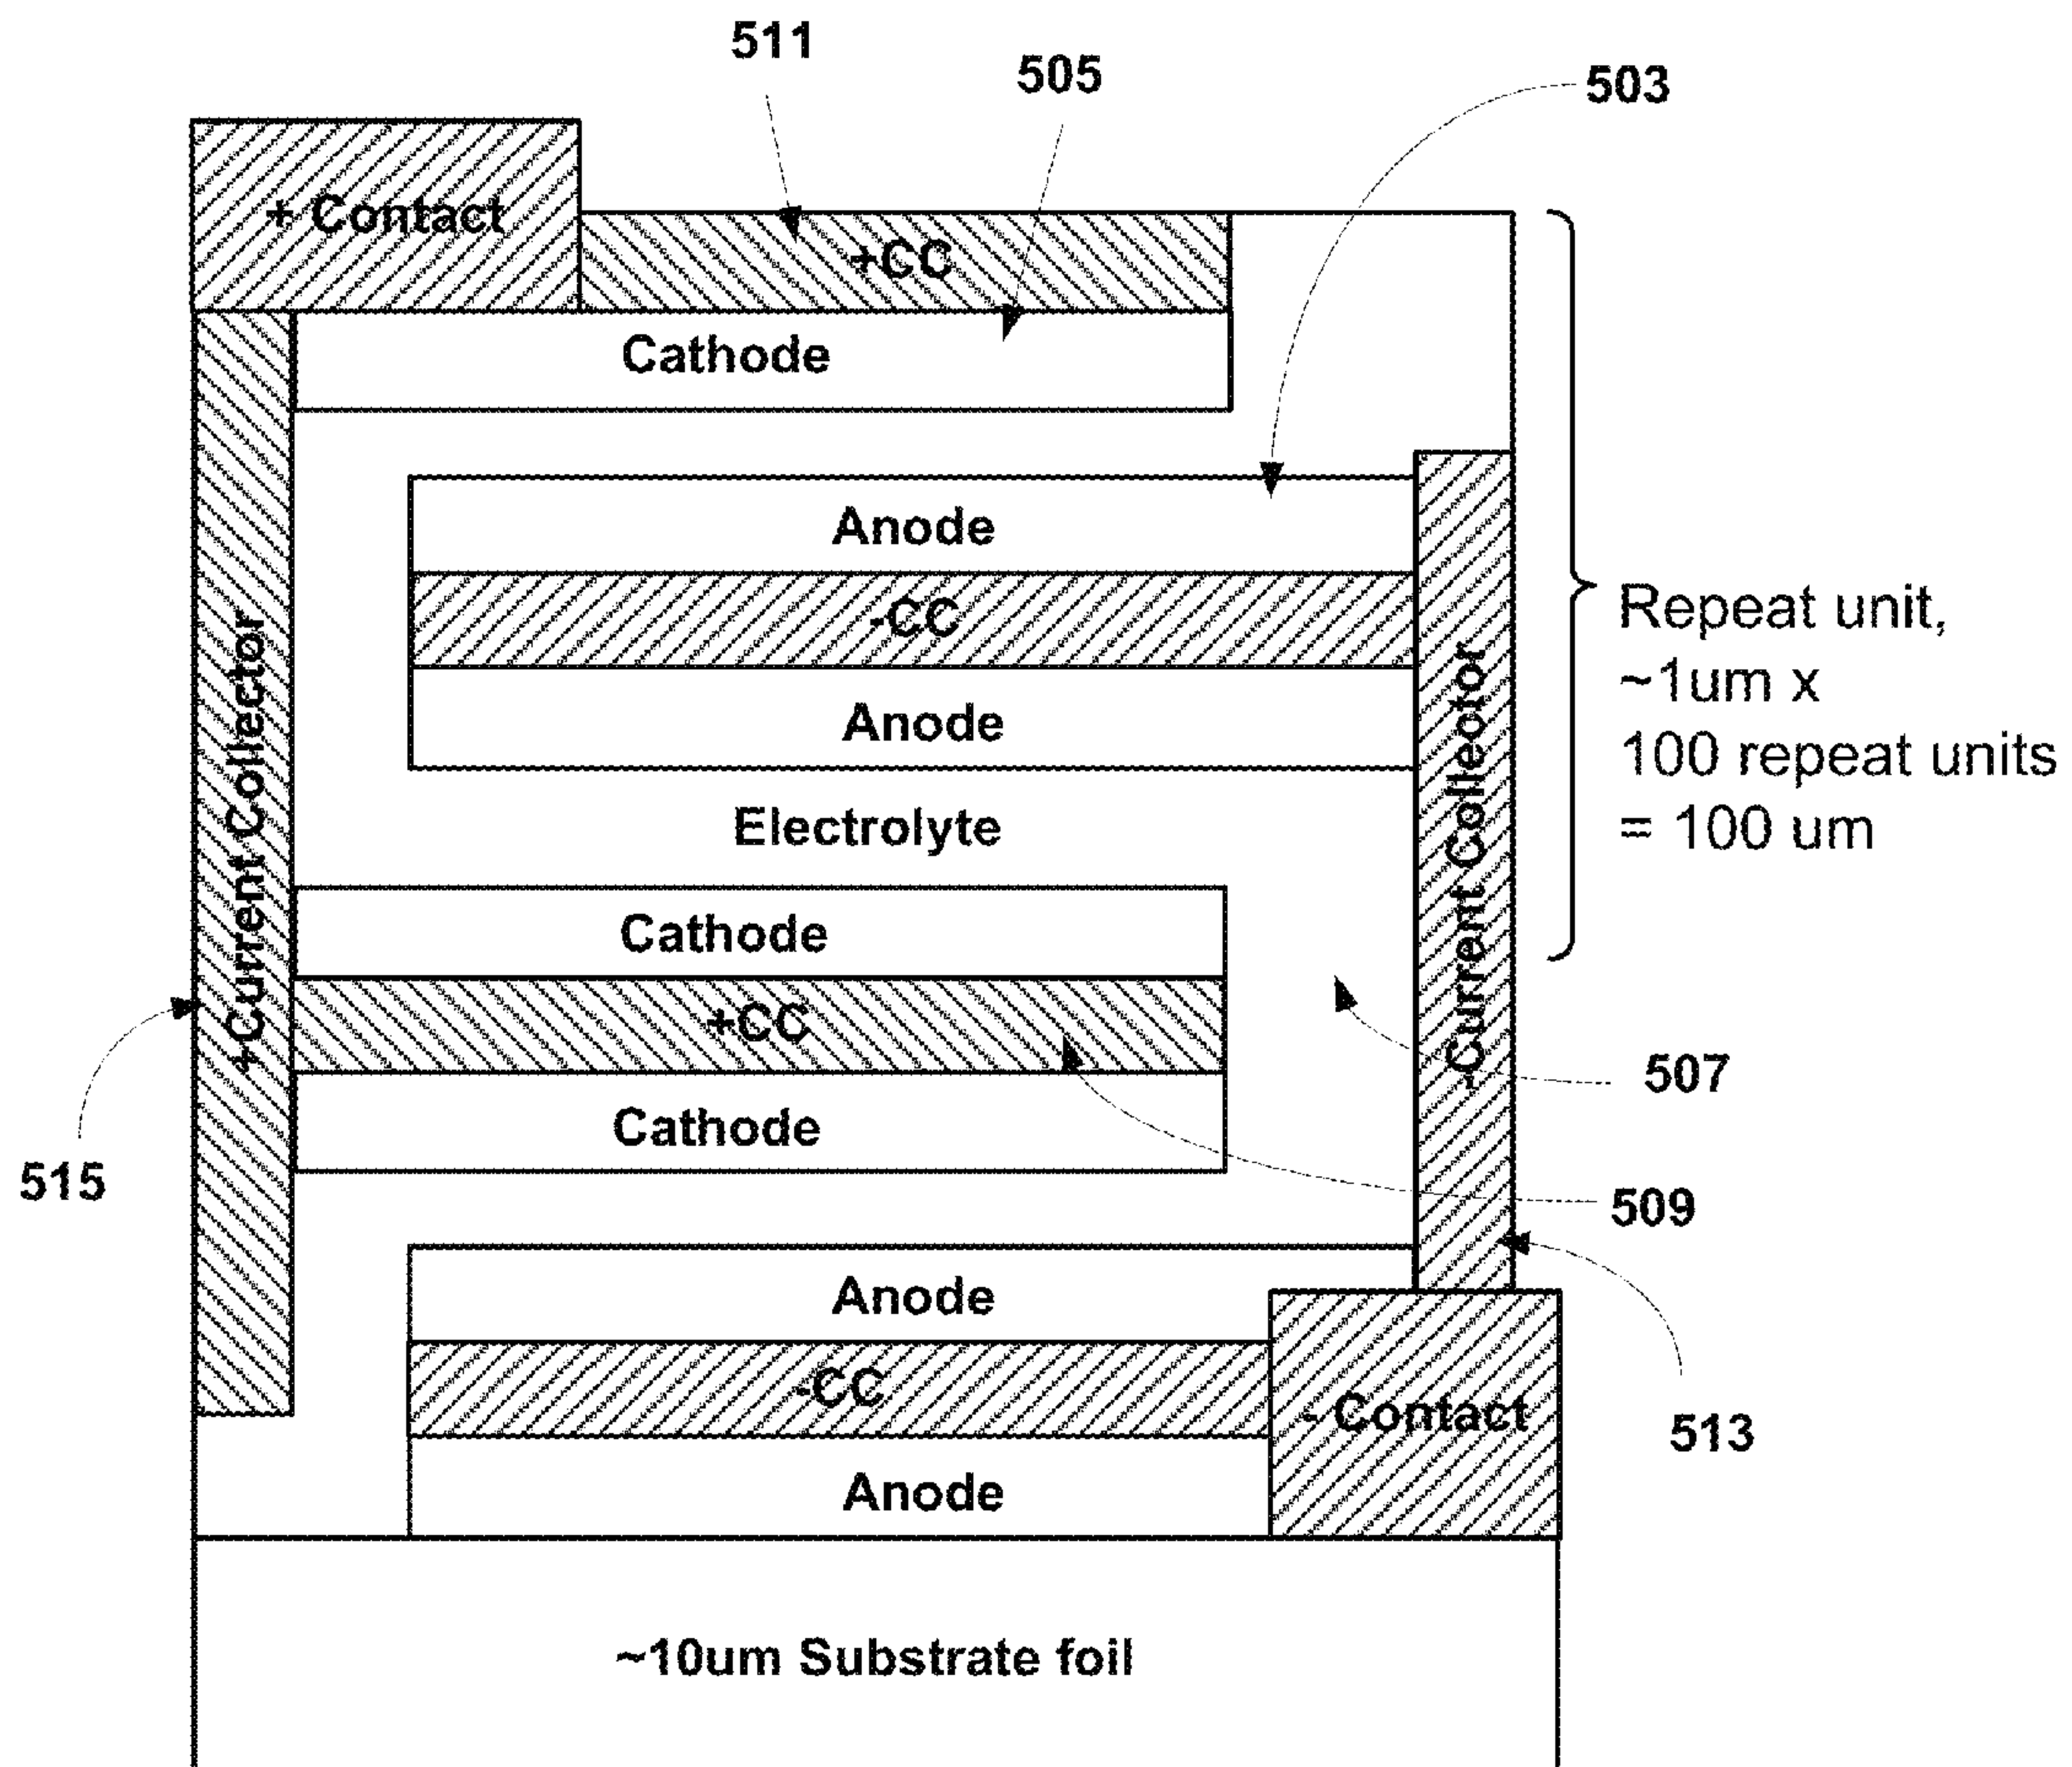 511
505
503
+ Contact
+CC
Cathode
Anode
-CC
Anode
Repeat unit,
~1um x
100 repeat units
= 100 um
+Current Collector
-Current Collector
Electrolyte
Cathode
+CC
Cathode
507
515
509
Anode
-CC
- Contact
513
Anode
~10um Substrate foil